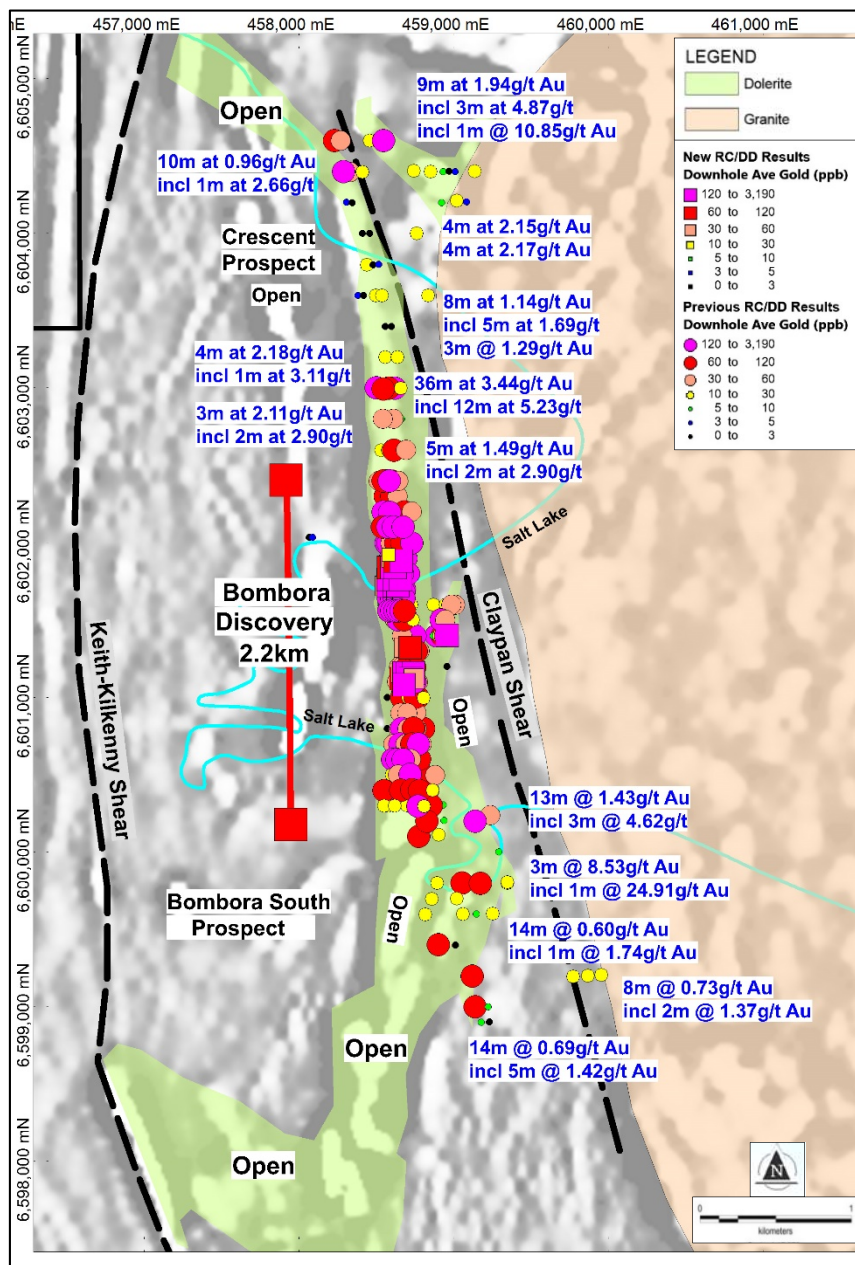 mE
457,000 mE
458,000 mE
459,000 mE
460,000 mE
461,000 mE
6,605,000 mN
6,604,000 mN
6,603,000 mN
6,602,000 mN
6,601,000 mN
6,600,000 mN
6,599,000 mN
6,598,000 mN
LEGEND
Dolerite
Granite
New RC/DD Results
Downhole Ave Gold (ppb)
120 to 3,190
60 to 120
30 to 60
10 to 30
5 to 10
3 to 5
0 to 3
Previous RC/DD Results
Downhole Ave Gold (ppb)
120 to 3,190
60 to 120
30 to 60
10 to 30
5 to 10
3 to 5
0 to 3
9m at 1.94g/t Au
incl 3m at 4.87g/t
incl 1m @ 10.85g/t Au
Open
10m at 0.96g/t Au
incl 1m at 2.66g/t
4m at 2.15g/t Au
4m at 2.17g/t Au
Crescent
Prospect
Open
8m at 1.14g/t Au
incl 5m at 1.69g/t
3m @ 1.29g/t Au
4m at 2.18g/t Au
incl 1m at 3.11g/t
36m at 3.44g/t Au
incl 12m at 5.23g/t
3m at 2.11g/t Au
incl 2m at 2.90g/t
5m at 1.49g/t Au
incl 2m at 2.90g/t
Salt Lake
Bombora
Discovery
2.2km
Keith-Kilkenny Shear
Claypan Shear
Open
Salt Lake
13m @ 1.43g/t Au
incl 3m @ 4.62g/t
3m @ 8.53g/t Au
incl 1m @ 24.91g/t Au
Bombora South
Prospect
Open
14m @ 0.60g/t Au
incl 1m @ 1.74g/t Au
8m @ 0.73g/t Au
incl 2m @ 1.37g/t Au
Open
14m @ 0.69g/t Au
incl 5m @ 1.42g/t Au
Open
N
0 1
kilometers